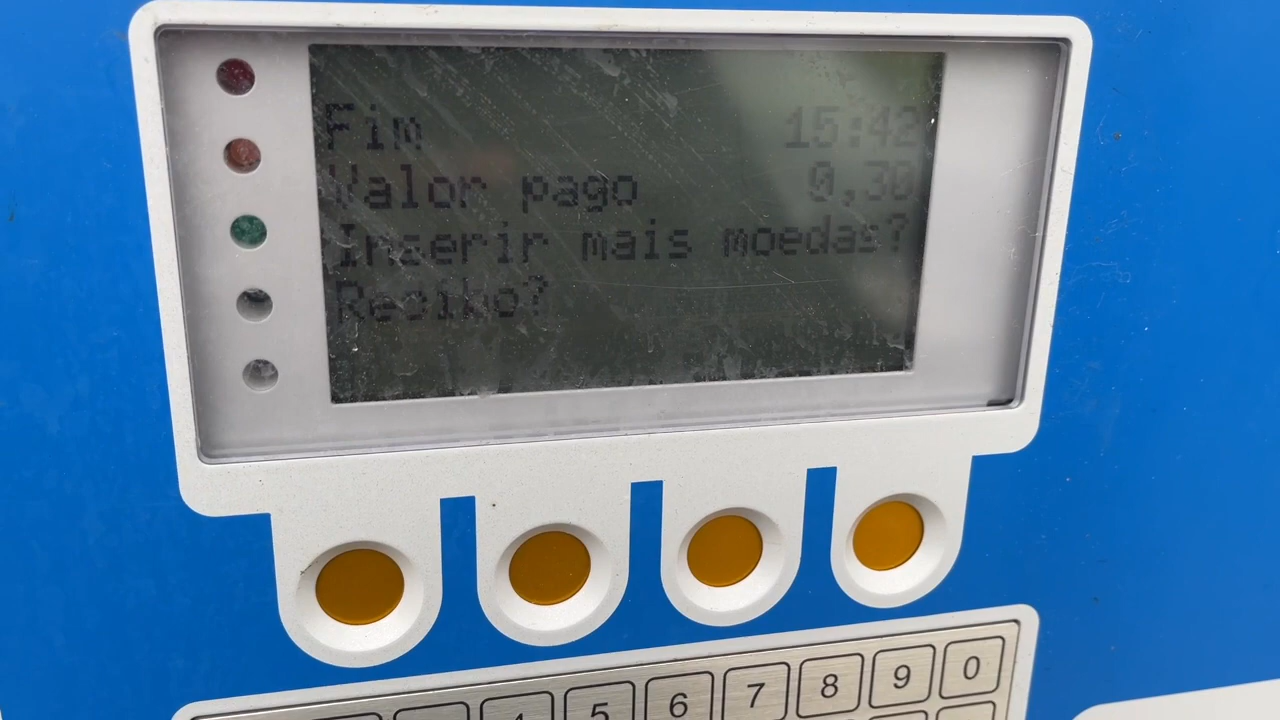 Fim 15:42
Valor pago 0,30
Inserir mais moedas?
Recibo?
5 6 7 8 9 0